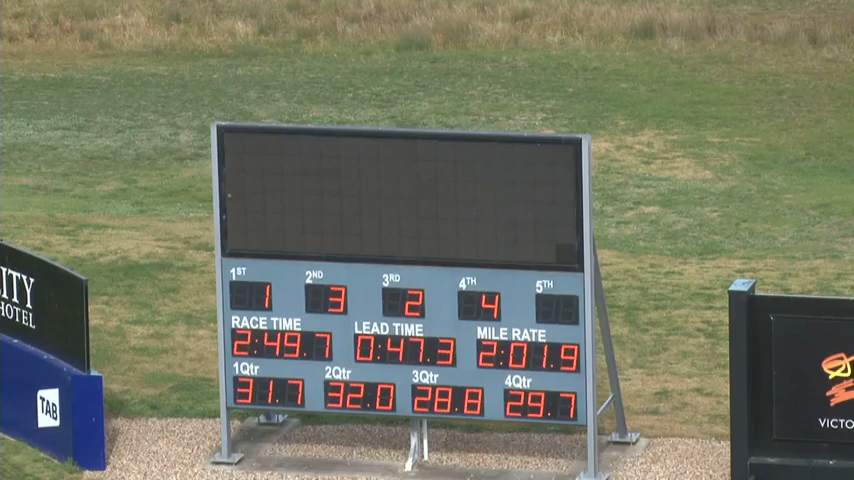 1ST 2ND 3RD 4TH 5TH
1 3 2 4
RACE TIME LEAD TIME MILE RATE
2:49.7 0:47.3 2:01.9
1Qtr 2Qtr 3Qtr 4Qtr
31.7 32.0 28.8 29.7
ITY
HOTEL
TAB
VICTO